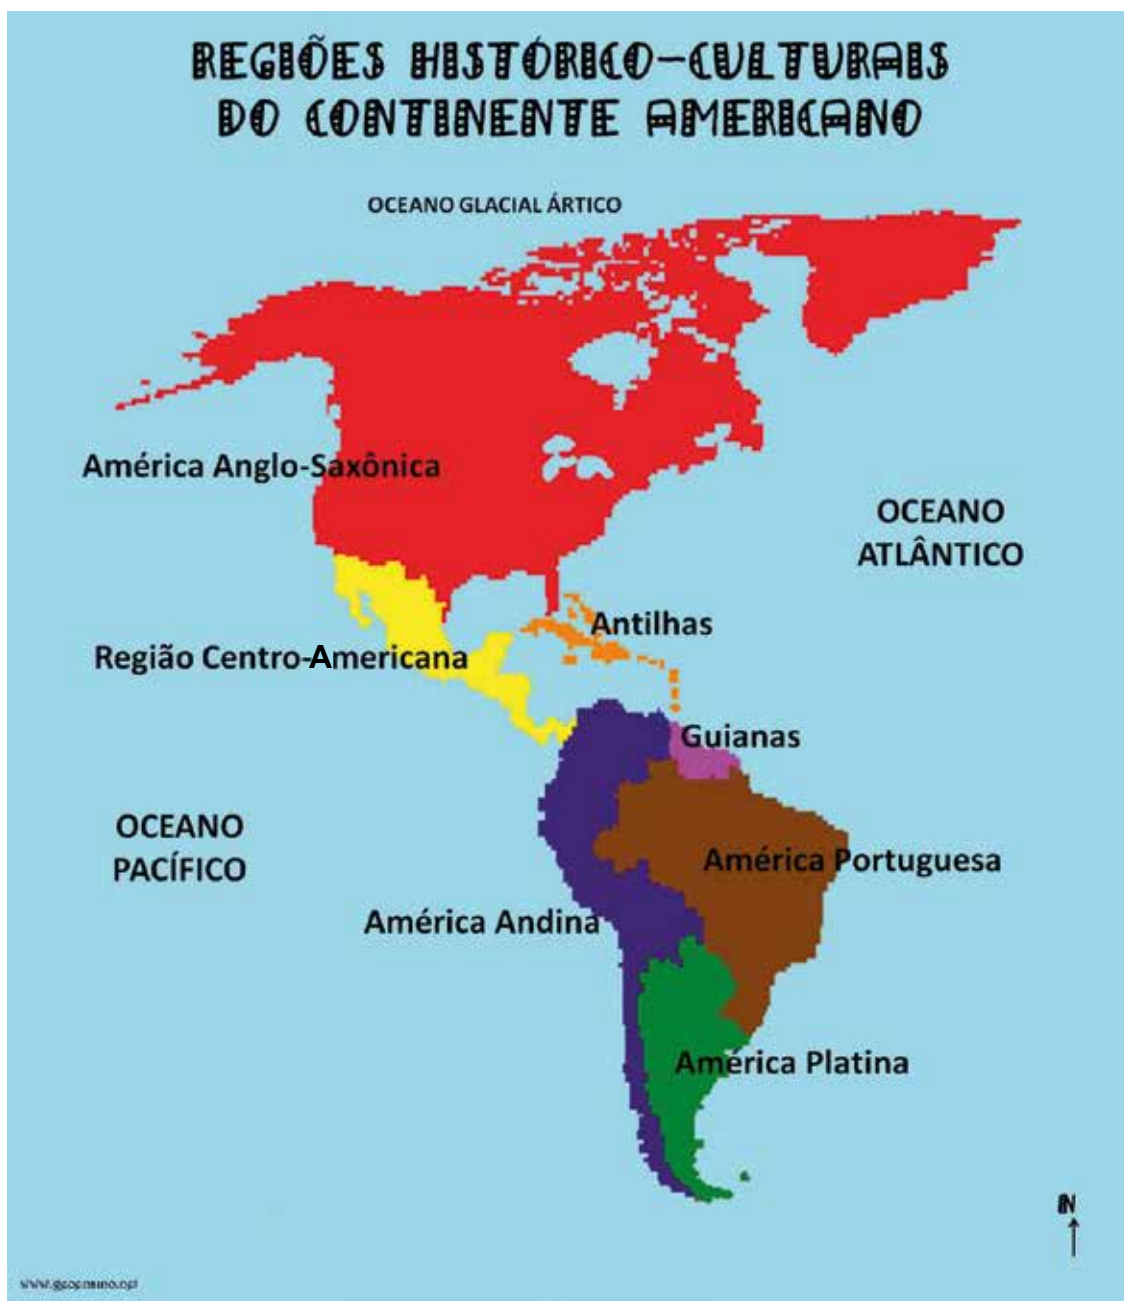 REGIÕES HISTÓRICO-CULTURAIS
DO CONTINENTE AMERICANO
OCEANO GLACIAL ÁRTICO
América Anglo-Saxônica
OCEANO
ATLÂNTICO
Antilhas
Região Centro-Americana
Guianas
OCEANO
PACÍFICO
América Portuguesa
América Andina
América Platina
N